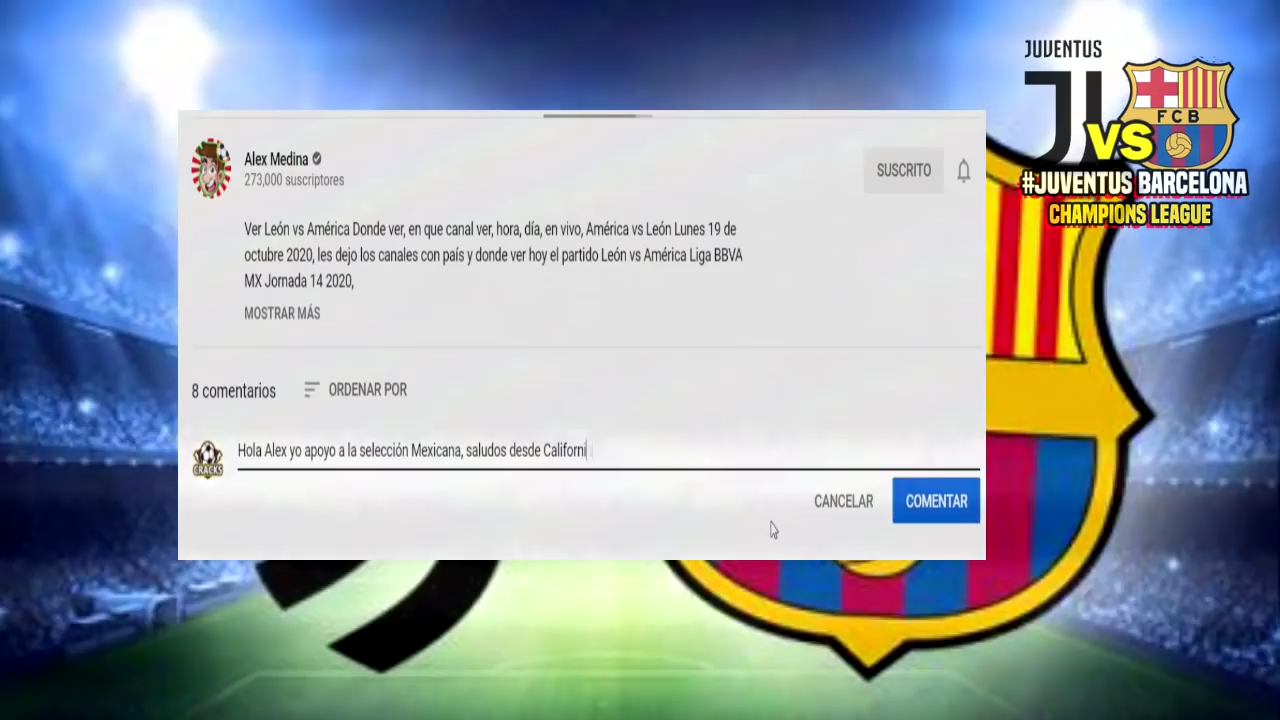 JUVENTUS
FCB
VS
#JUVENTUS BARCELONA
CHAMPIONS LEAGUE
Alex Medina
273,000 suscriptores
SUSCRITO
Ver León vs América Donde ver, en que canal ver, hora, día, en vivo, América vs León Lunes 19 de
octubre 2020, les dejo los canales con país y donde ver hoy el partido León vs América Liga BBVA
MX Jornada 14 2020,
MOSTRAR MÁS
8 comentarios
ORDENAR POR
CRACKS
Hola Alex yo apoyo a la selección Mexicana, saludos desde Californi
CANCELAR
COMENTAR